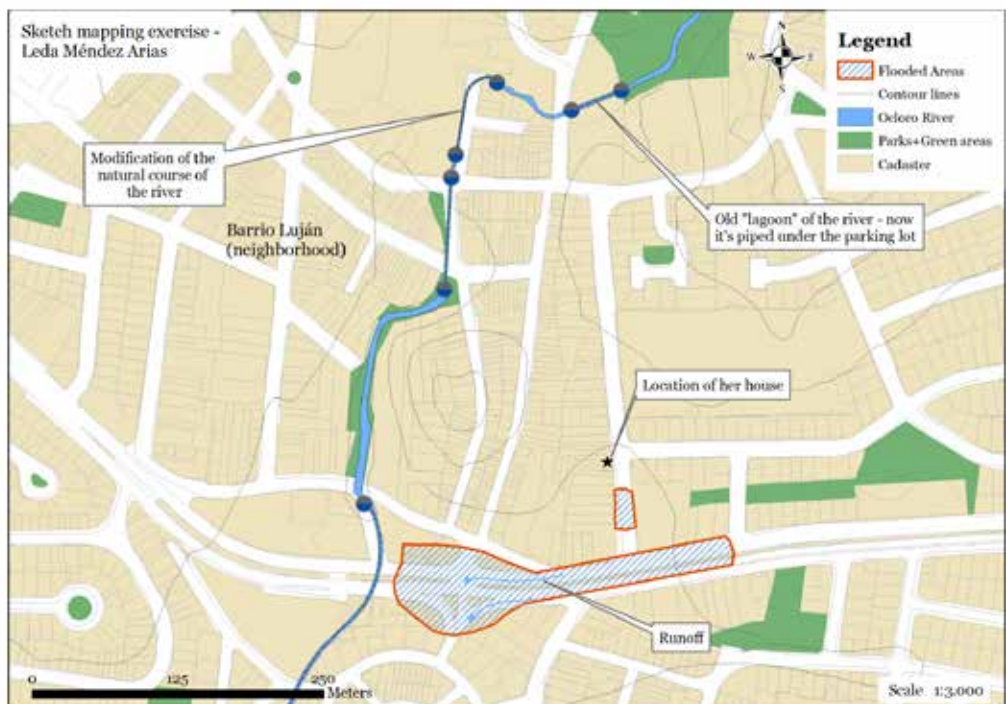 Sketch mapping exercise -
Leda Méndez Arias
N
W
E
S
Legend
Flooded Areas
Contour lines
Ocloro River
Parks+Green areas
Cadaster
Modification of the
natural course of
the river
Barrio Luján
(neighborhood)
Old "lagoon" of the river - now
it's piped under the parking lot
Location of her house
Runoff
0
125
250
Meters
Scale 1:3,000